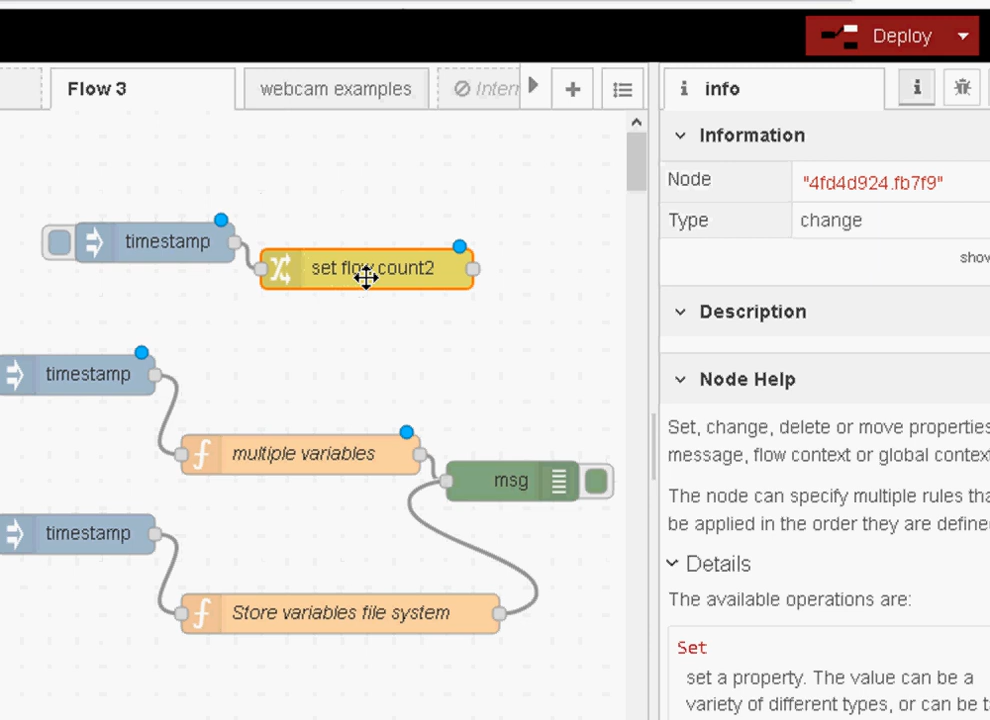 Deploy
Flow 3
webcam examples
Intern
info
Information
Node
"4fd4d924.fb7f9"
Type
change
Description
Node Help
Set, change, delete or move properties
message, flow context or global context
The node can specify multiple rules tha
be applied in the order they are define
Details
The available operations are:
Set
set a property. The value can be a
variety of different types, or can be t
timestamp
set flow count2
timestamp
multiple variables
msg
timestamp
Store variables file system